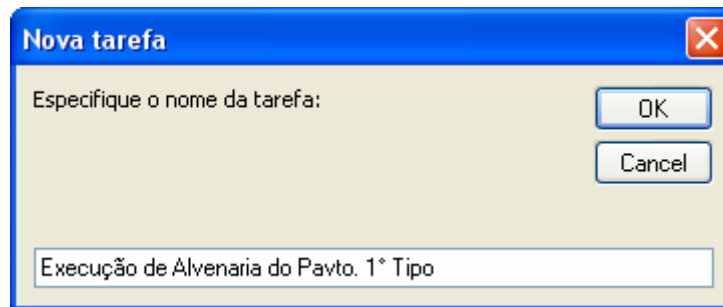 Nova tarefa
Especifique o nome da tarefa:
OK
Cancel
Execução de Alvenaria do Pavto. 1° Tipo